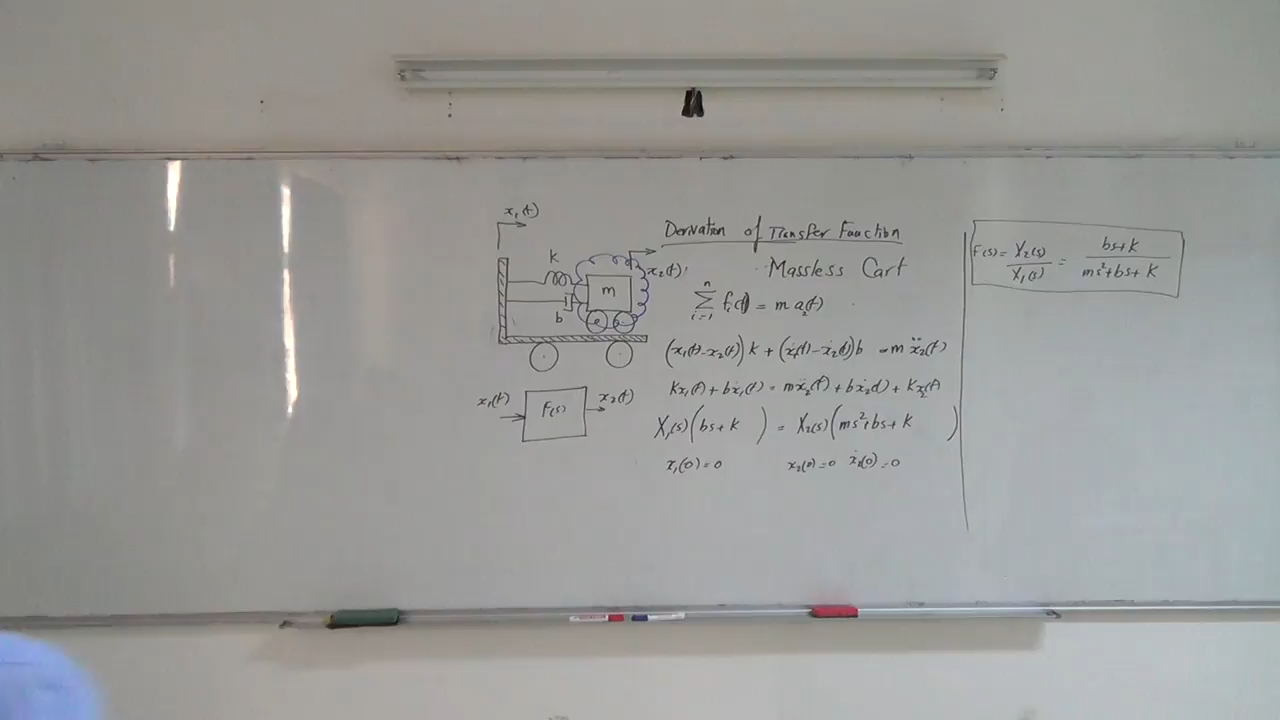 x₁(t)
K
x₂(t)
m
b
x₁(t)
F(s)
x₂(t)
Derivation of Transfer Function
Massless Cart
∑ⁿᵢ₌₁ fᵢ(t) = m a₂(t)
(x₁(t)-x₂(t))k + (ẋ₁(t)-ẋ₂(t))b = m ẍ₂(t)
Kx₁(t) + bẋ₁(t) = mẍ₂(t) + bẋ₂(t) + Kx₂(t)
X₁(s)(bs+K) = X₂(s)(ms²+bs+K)
x₁(0)=0 x₂(0)=0 ẋ₂(0)=0
F(s) = X₂(s)/X₁(s) = (bs+K)/(ms²+bs+K)